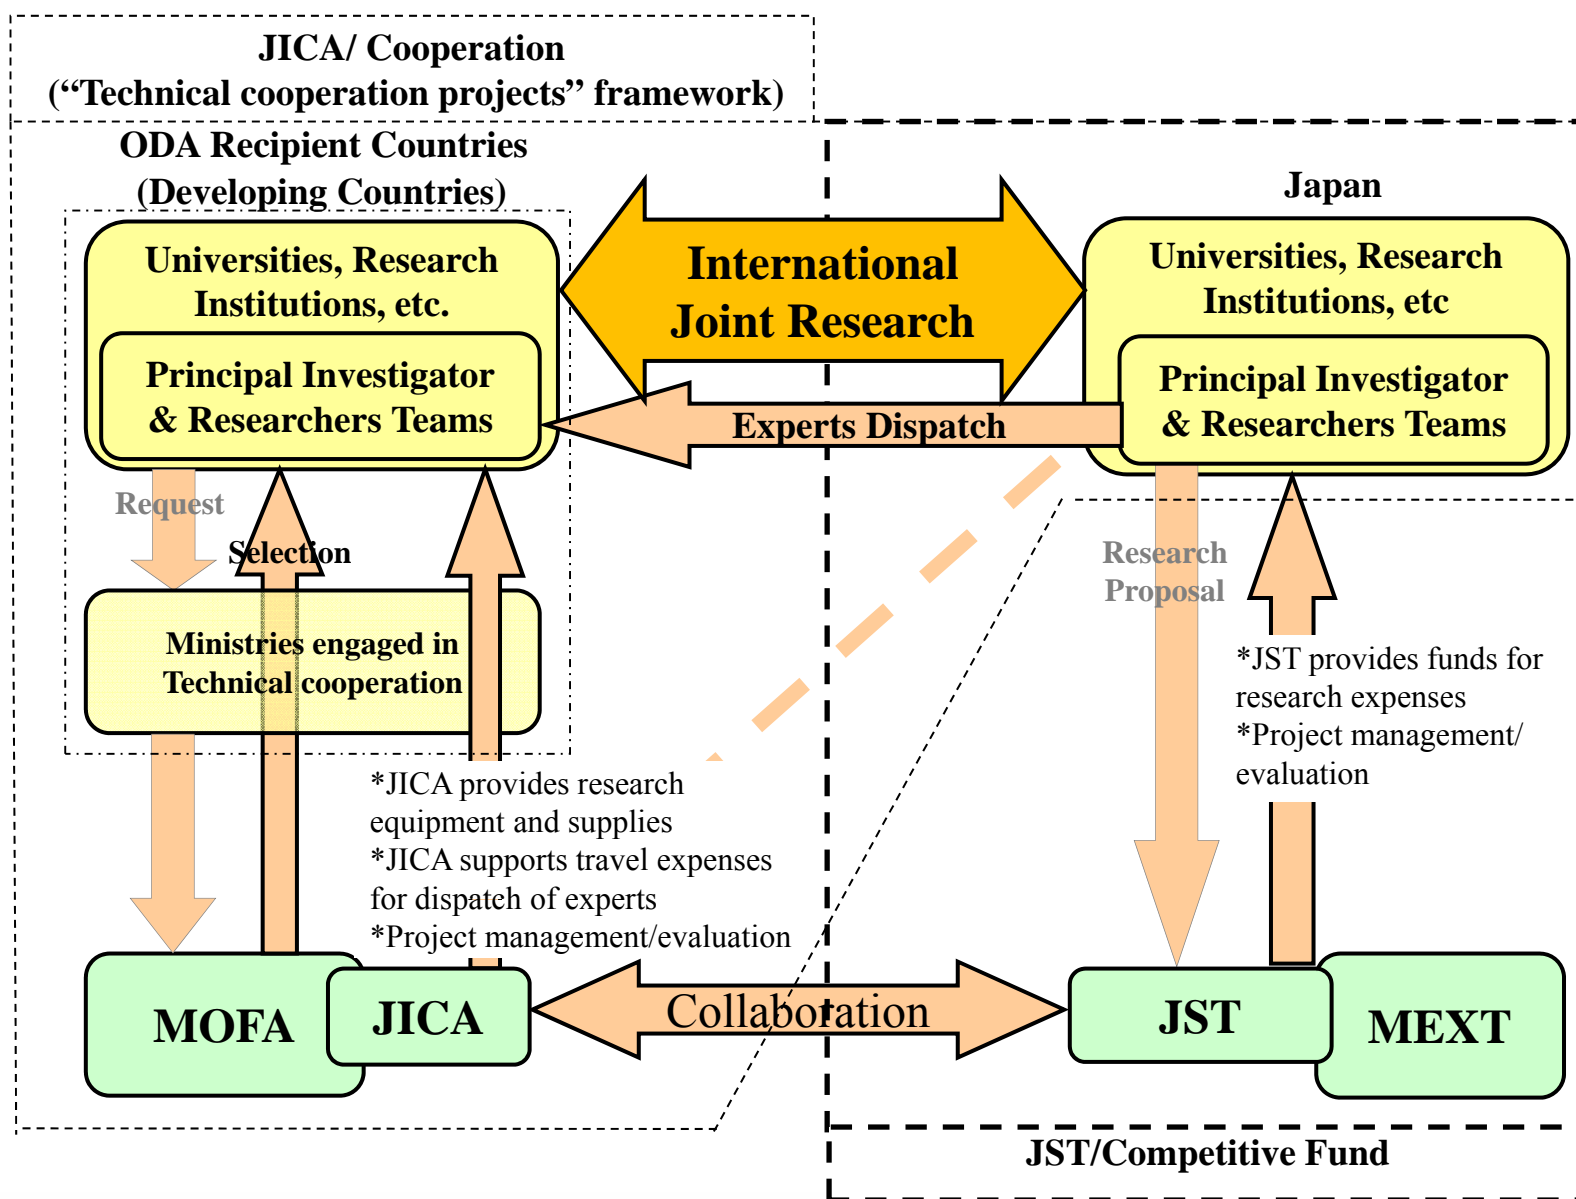 JICA/ Cooperation
(“Technical cooperation projects” framework)
ODA Recipient Countries
(Developing Countries)
Japan
Universities, Research
Institutions, etc.
Principal Investigator
& Researchers Teams
International
Joint Research
Universities, Research
Institutions, etc
Principal Investigator
& Researchers Teams
Experts Dispatch
Request
Selection
Research
Proposal
Ministries engaged in
Technical cooperation
*JST provides funds for
research expenses
*Project management/
evaluation
*JICA provides research
equipment and supplies
*JICA supports travel expenses
for dispatch of experts
*Project management/evaluation
MOFA
JICA
Collaboration
JST
MEXT
JST/Competitive Fund